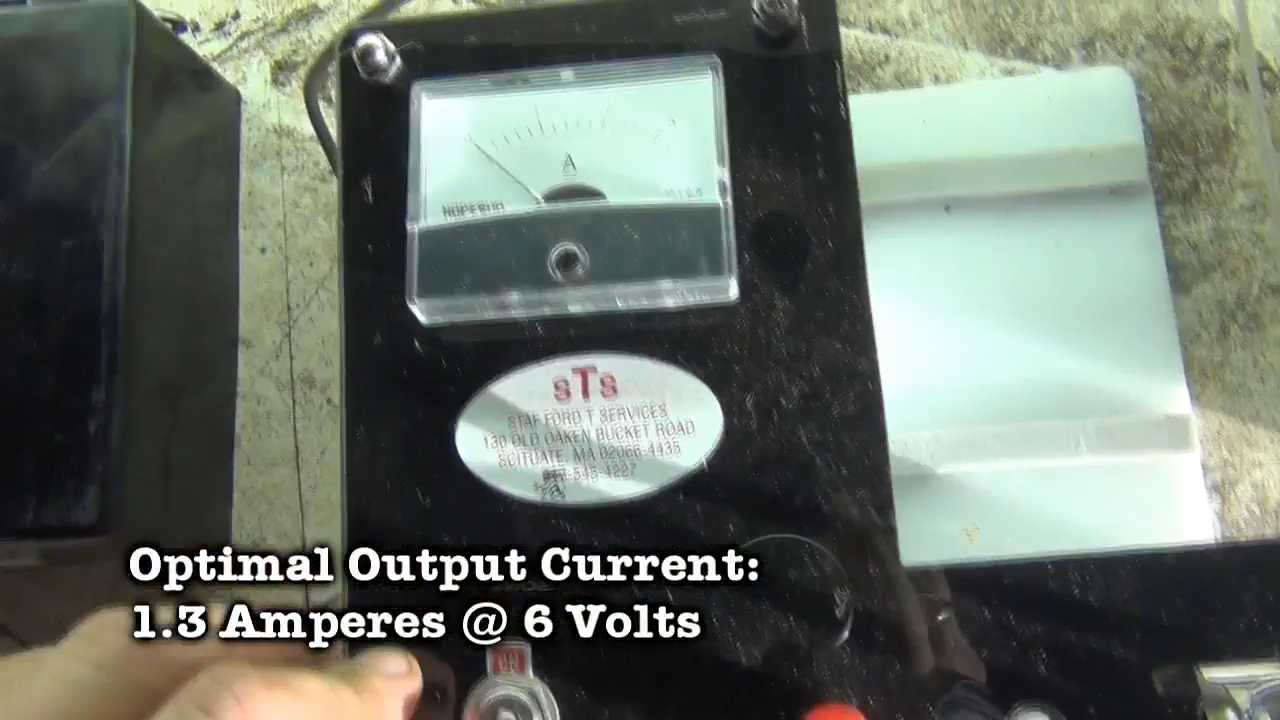 A
sTs
STAFFORD T SERVICES
130 OLD OAKEN BUCKET ROAD
SCITUATE, MA 02066-4435
ON
Optimal Output Current:
1.3 Amperes @ 6 Volts